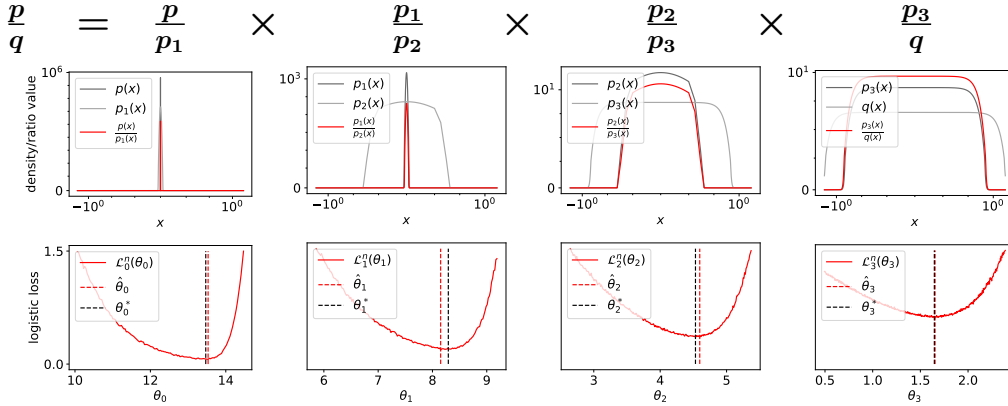 p/q = p/p₁ × p₁/p₂ × p₂/p₃ × p₃/q
density/ratio value
10⁶
0
p(x)
p₁(x)
p(x)/p₁(x)
−10⁰ 10⁰
x
10³
0
p₁(x)
p₂(x)
p₁(x)/p₂(x)
−10⁰ 10⁰
x
10¹
0
p₂(x)
p₃(x)
p₂(x)/p₃(x)
−10⁰ 10⁰
x
10¹
0
p₃(x)
q(x)
p₃(x)/q(x)
−10⁰ 10⁰
x
logistic loss
1.5
0.0
ℒ₀ⁿ(θ₀)
θ̂₀
θ₀*
10 12 14
θ₀
ℒ₁ⁿ(θ₁)
θ̂₁
θ₁*
6 7 8 9
θ₁
ℒ₂ⁿ(θ₂)
θ̂₂
θ₂*
3 4 5
θ₂
ℒ₃ⁿ(θ₃)
θ̂₃
θ₃*
0.5 1.0 1.5 2.0
θ₃